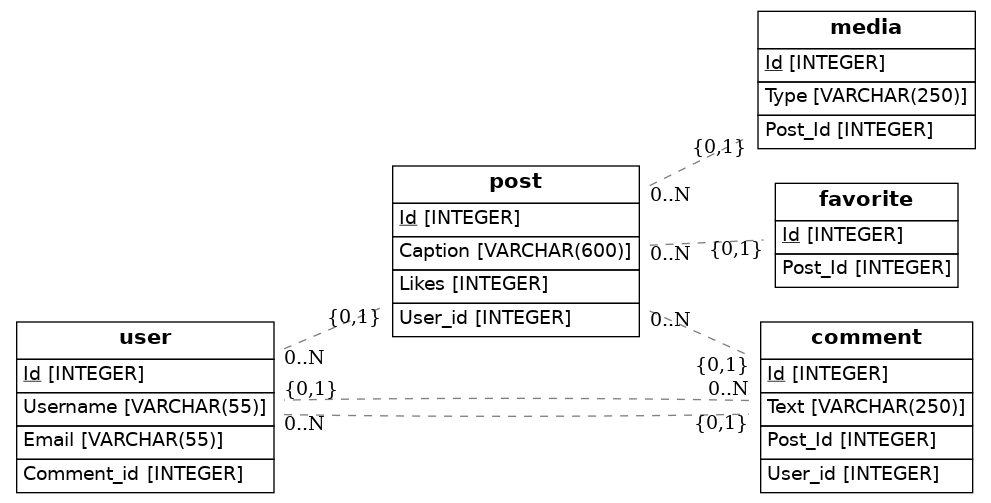 media
Id [INTEGER]
Type [VARCHAR(250)]
Post_Id [INTEGER]
{0,1}
0..N
post
Id [INTEGER]
Caption [VARCHAR(600)]
Likes [INTEGER]
User_id [INTEGER]
favorite
Id [INTEGER]
Post_Id [INTEGER]
0..N
{0,1}
0..N
{0,1}
{0,1}
0..N
user
Id [INTEGER]
Username [VARCHAR(55)]
Email [VARCHAR(55)]
Comment_id [INTEGER]
{0,1}
0..N
0..N
{0,1}
comment
Id [INTEGER]
Text [VARCHAR(250)]
Post_Id [INTEGER]
User_id [INTEGER]